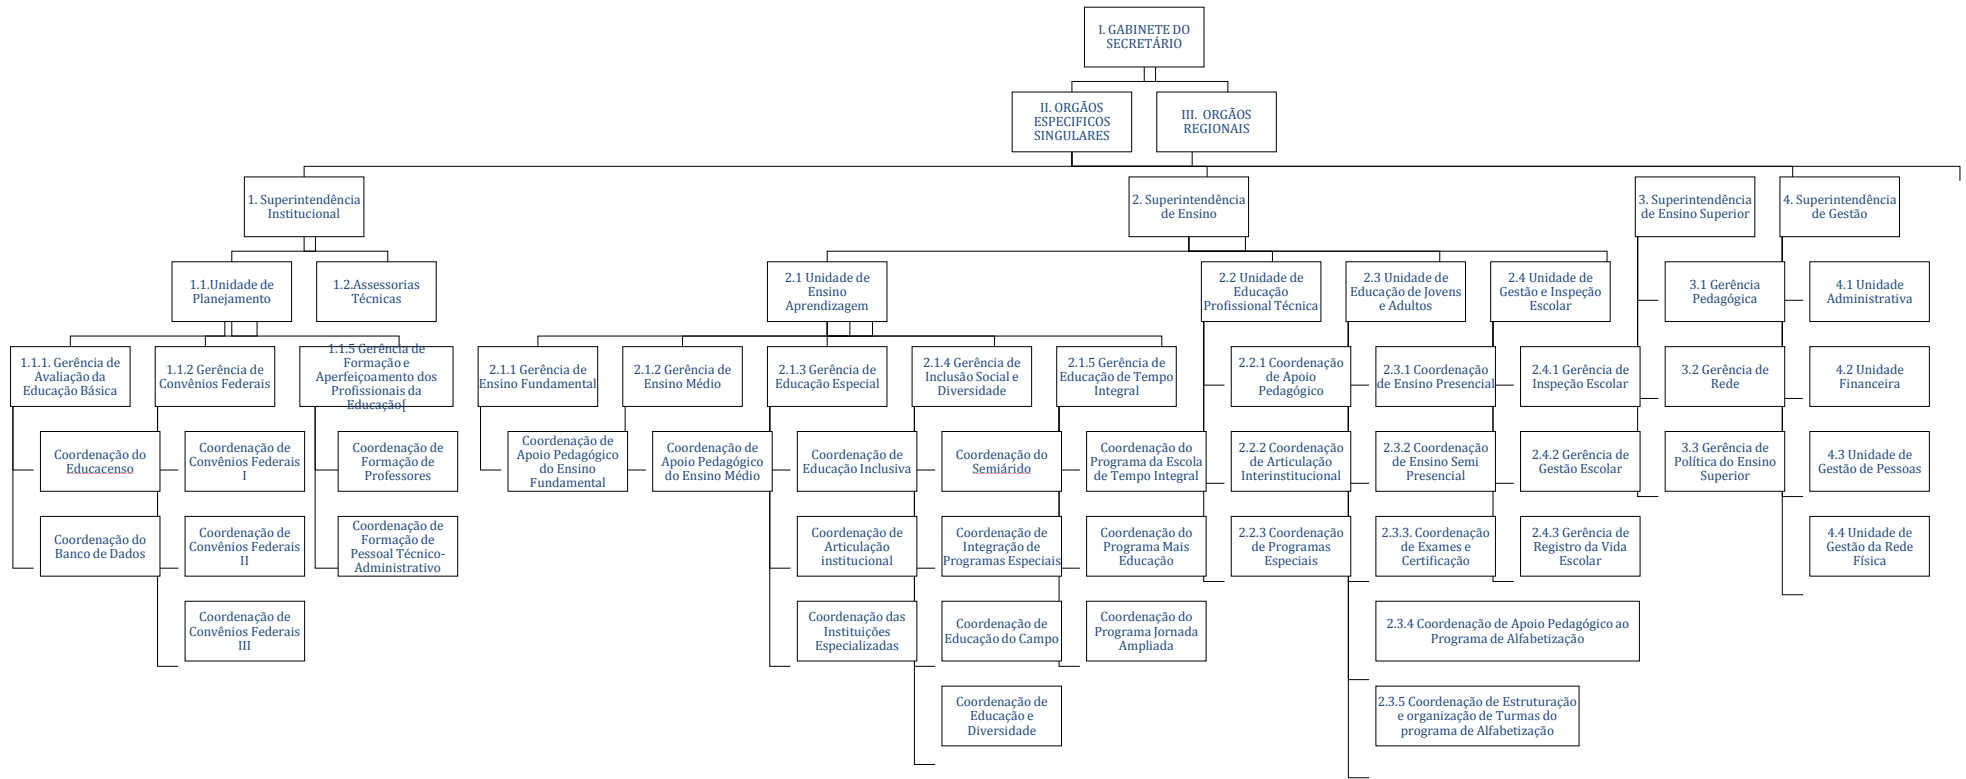 I. GABINETE DO
SECRETÁRIO
II. ORGÃOS
ESPECIFICOS
SINGULARES
III. ORGÃOS
REGIONAIS
1. Superintendência
Institucional
2. Superintendência
de Ensino
3. Superintendência
de Ensino Superior
4. Superintendência
de Gestão
1.1.Unidade de
Planejamento
1.2.Assessorias
Técnicas
2.1 Unidade de
Ensino
Aprendizagem
2.2 Unidade de
Educação
Profissional Técnica
2.3 Unidade de
Educação de Jovens
e Adultos
2.4 Unidade de
Gestão e Inspeção
Escolar
3.1 Gerência
Pedagógica
4.1 Unidade
Administrativa
1.1.1. Gerência de
Avaliação da
Educação Básica
1.1.2 Gerência de
Convênios Federais
1.1.5 Gerência de
Formação e
Aperfeiçoamento dos
Profissionais da
Educação[
2.1.1 Gerência de
Ensino Fundamental
2.1.2 Gerência de
Ensino Médio
2.1.3 Gerência de
Educação Especial
2.1.4 Gerência de
Inclusão Social e
Diversidade
2.1.5 Gerência de
Educação de Tempo
Integral
2.2.1 Coordenação
de Apoio
Pedagógico
2.3.1 Coordenação
de Ensino Presencial
2.4.1 Gerência de
Inspeção Escolar
3.2 Gerência de
Rede
4.2 Unidade
Financeira
Coordenação do
Educacenso
Coordenação de
Convênios Federais
I
Coordenação de
Formação de
Professores
Coordenação de
Apoio Pedagógico
do Ensino
Fundamental
Coordenação de
Apoio Pedagógico
do Ensino Médio
Coordenação de
Educação Inclusiva
Coordenação do
Semiárido
Coordenação do
Programa da Escola
de Tempo Integral
2.2.2 Coordenação
de Articulação
Interinstitucional
2.3.2 Coordenação
de Ensino Semi
Presencial
2.4.2 Gerência de
Gestão Escolar
3.3 Gerência de
Política do Ensino
Superior
4.3 Unidade de
Gestão de Pessoas
Coordenação do
Banco de Dados
Coordenação de
Convênios Federais
II
Coordenação de
Formação de
Pessoal Técnico-
Administrativo
Coordenação de
Articulação
institucional
Coordenação de
Integração de
Programas Especiais
Coordenação do
Programa Mais
Educação
2.2.3 Coordenação
de Programas
Especiais
2.3.3. Coordenação
de Exames e
Certificação
2.4.3 Gerência de
Registro da Vida
Escolar
4.4 Unidade de
Gestão da Rede
Física
Coordenação de
Convênios Federais
III
Coordenação das
Instituições
Especializadas
Coordenação de
Educação do Campo
Coordenação do
Programa Jornada
Ampliada
2.3.4 Coordenação de Apoio Pedagógico ao
Programa de Alfabetização
Coordenação de
Educação e
Diversidade
2.3.5 Coordenação de Estruturação
e organização de Turmas do
programa de Alfabetização